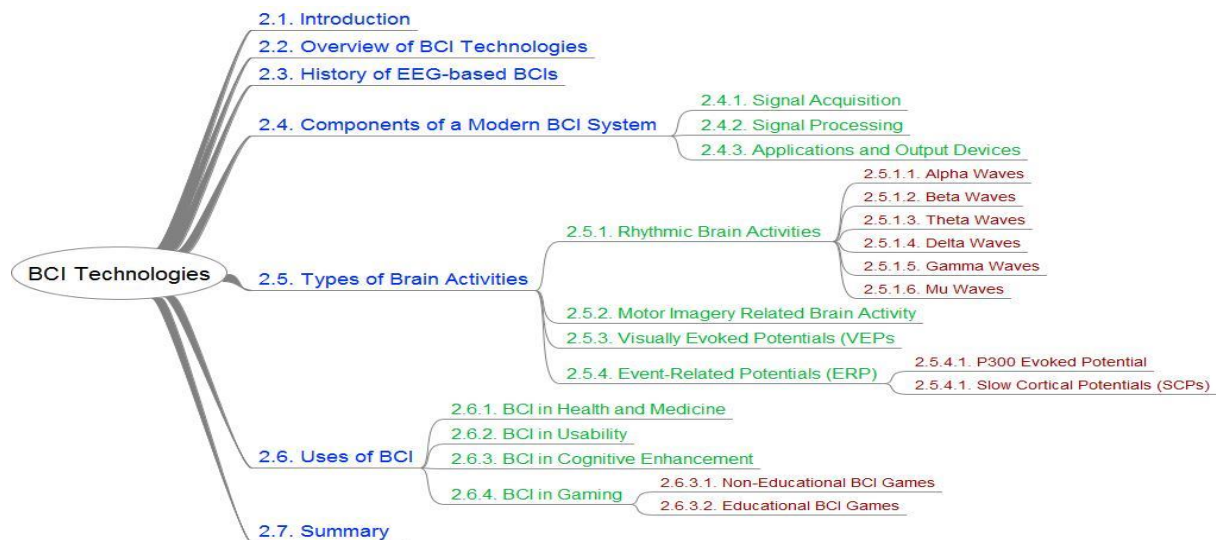 BCI Technologies
2.1. Introduction
2.2. Overview of BCI Technologies
2.3. History of EEG-based BCIs
2.4. Components of a Modern BCI System
2.4.1. Signal Acquisition
2.4.2. Signal Processing
2.4.3. Applications and Output Devices
2.5. Types of Brain Activities
2.5.1. Rhythmic Brain Activities
2.5.1.1. Alpha Waves
2.5.1.2. Beta Waves
2.5.1.3. Theta Waves
2.5.1.4. Delta Waves
2.5.1.5. Gamma Waves
2.5.1.6. Mu Waves
2.5.2. Motor Imagery Related Brain Activity
2.5.3. Visually Evoked Potentials (VEPs
2.5.4. Event-Related Potentials (ERP)
2.5.4.1. P300 Evoked Potential
2.5.4.1. Slow Cortical Potentials (SCPs)
2.6. Uses of BCI
2.6.1. BCI in Health and Medicine
2.6.2. BCI in Usability
2.6.3. BCI in Cognitive Enhancement
2.6.4. BCI in Gaming
2.6.3.1. Non-Educational BCI Games
2.6.3.2. Educational BCI Games
2.7. Summary